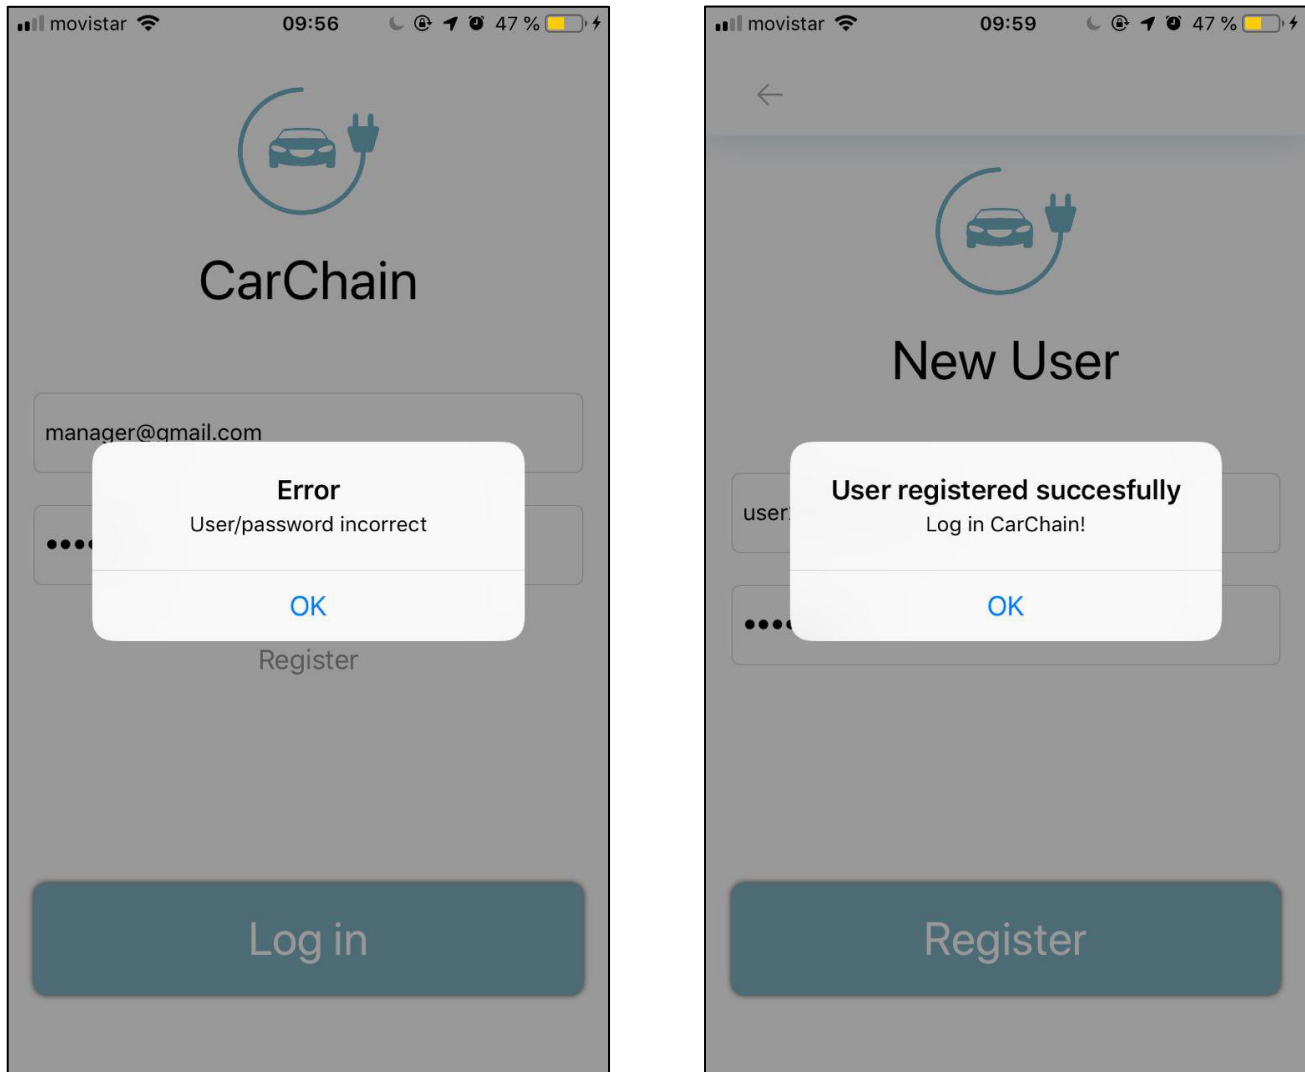 movistar 09:56 47 %
CarChain
manager@gmail.com
Error
User/password incorrect
OK
Register
Log in
movistar 09:59 47 %
New User
User registered succesfully
Log in CarChain!
user
OK
Register